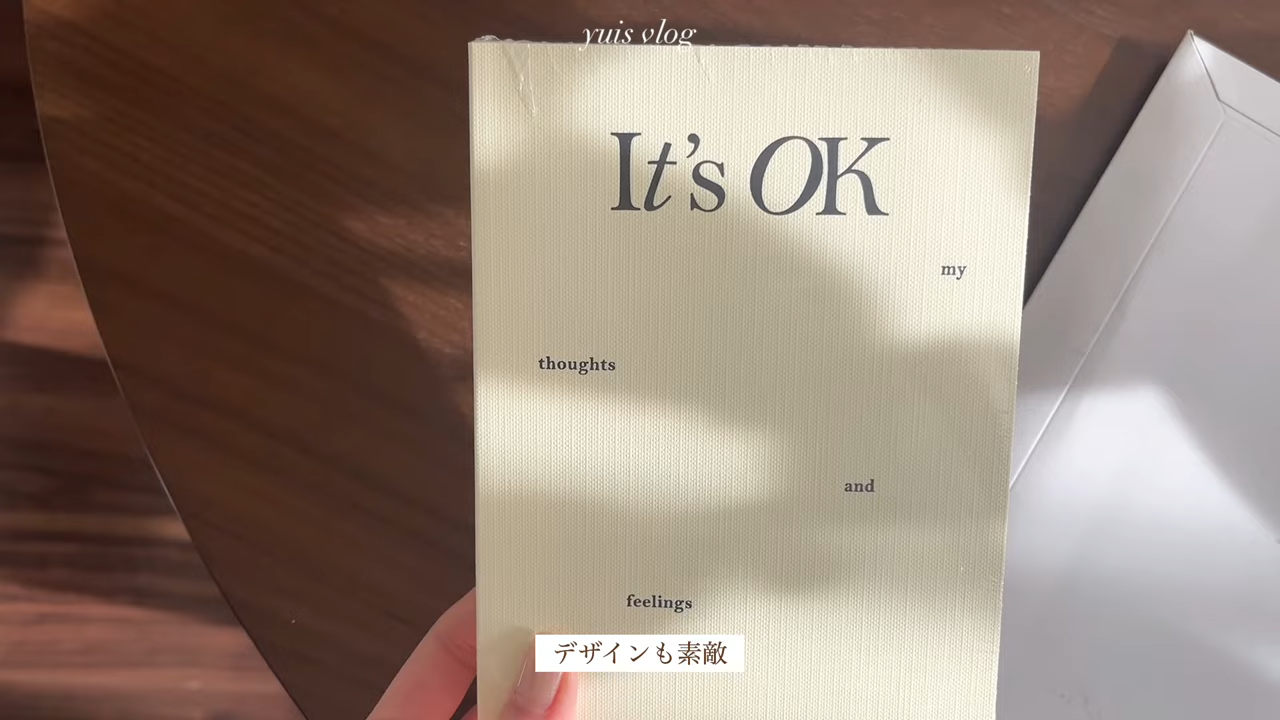 yuis vlog
It's OK
my
thoughts
and
feelings
デザインも素敵